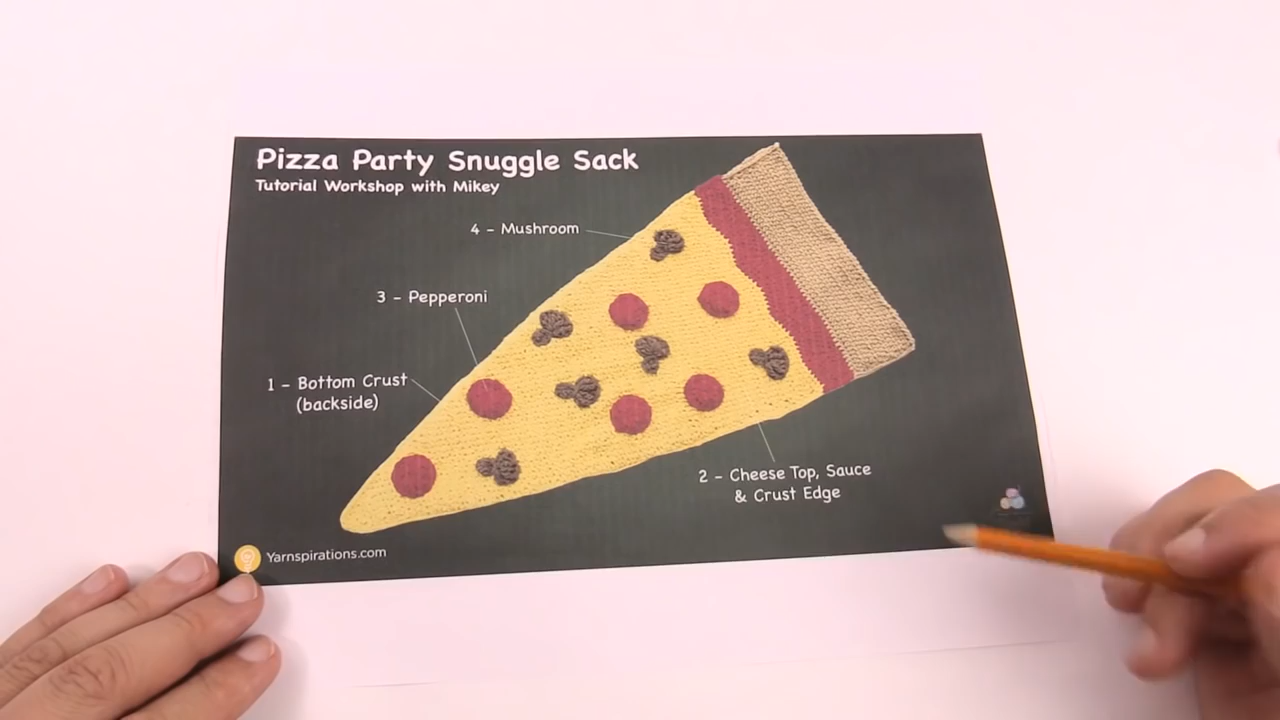 Pizza Party Snuggle Sack
Tutorial Workshop with Mikey
4 - Mushroom
3 - Pepperoni
1 - Bottom Crust
(backside)
2 - Cheese Top, Sauce
& Crust Edge
Yarnspirations.com